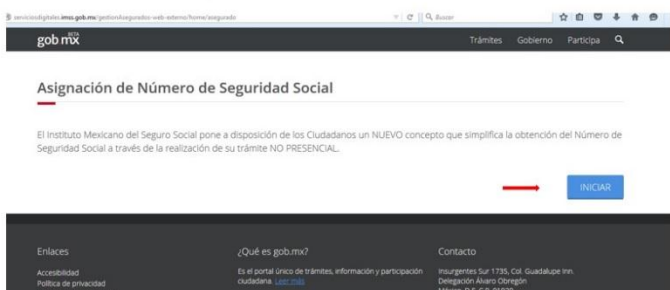 serviciosdigitales.imss.gob.mx/gestionAsegurados-web-externo/home/asegurado
Buscar
gob mx
BETA
Trámites Gobierno Participa
Asignación de Número de Seguridad Social
El Instituto Mexicano del Seguro Social pone a disposición de los Ciudadanos un NUEVO concepto que simplifica la obtención del Número de
Seguridad Social a través de la realización de su trámite NO PRESENCIAL.
INICIAR
Enlaces
Accesibilidad
Política de privacidad
¿Qué es gob.mx?
Es el portal único de trámites, información y participación
ciudadana. Leer más
Contacto
Insurgentes Sur 1735, Col. Guadalupe Inn.
Delegación Álvaro Obregón